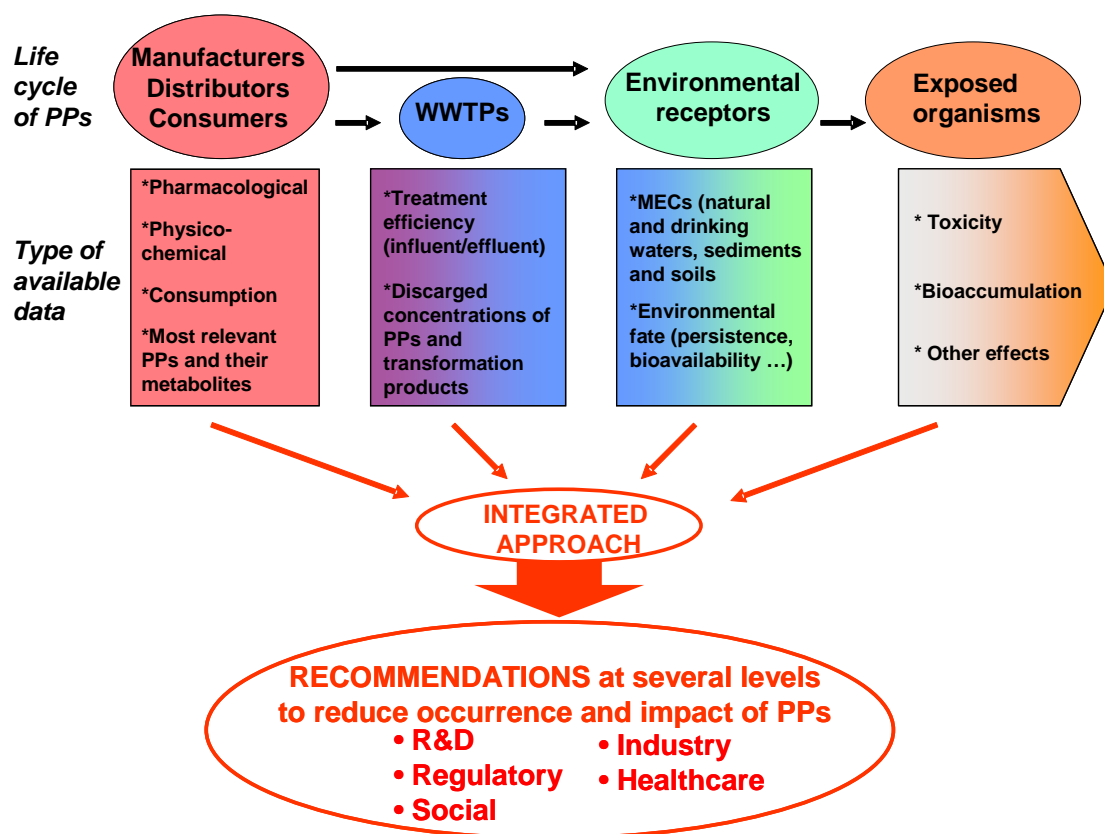 Life
cycle
of PPs
Manufacturers
Distributors
Consumers
WWTPs
Environmental
receptors
Exposed
organisms
Type of
available
data
*Pharmacological
*Physico-
chemical
*Consumption
*Most relevant
PPs and their
metabolites
*Treatment
efficiency
(influent/effluent)
*Discarged
concentrations of
PPs and
transformation
products
*MECs (natural
and drinking
waters, sediments
and soils
*Environmental
fate (persistence,
bioavailability ...)
* Toxicity
*Bioaccumulation
* Other effects
INTEGRATED
APPROACH
RECOMMENDATIONS at several levels
to reduce occurrence and impact of PPs
• R&D
• Regulatory
• Social
• Industry
• Healthcare